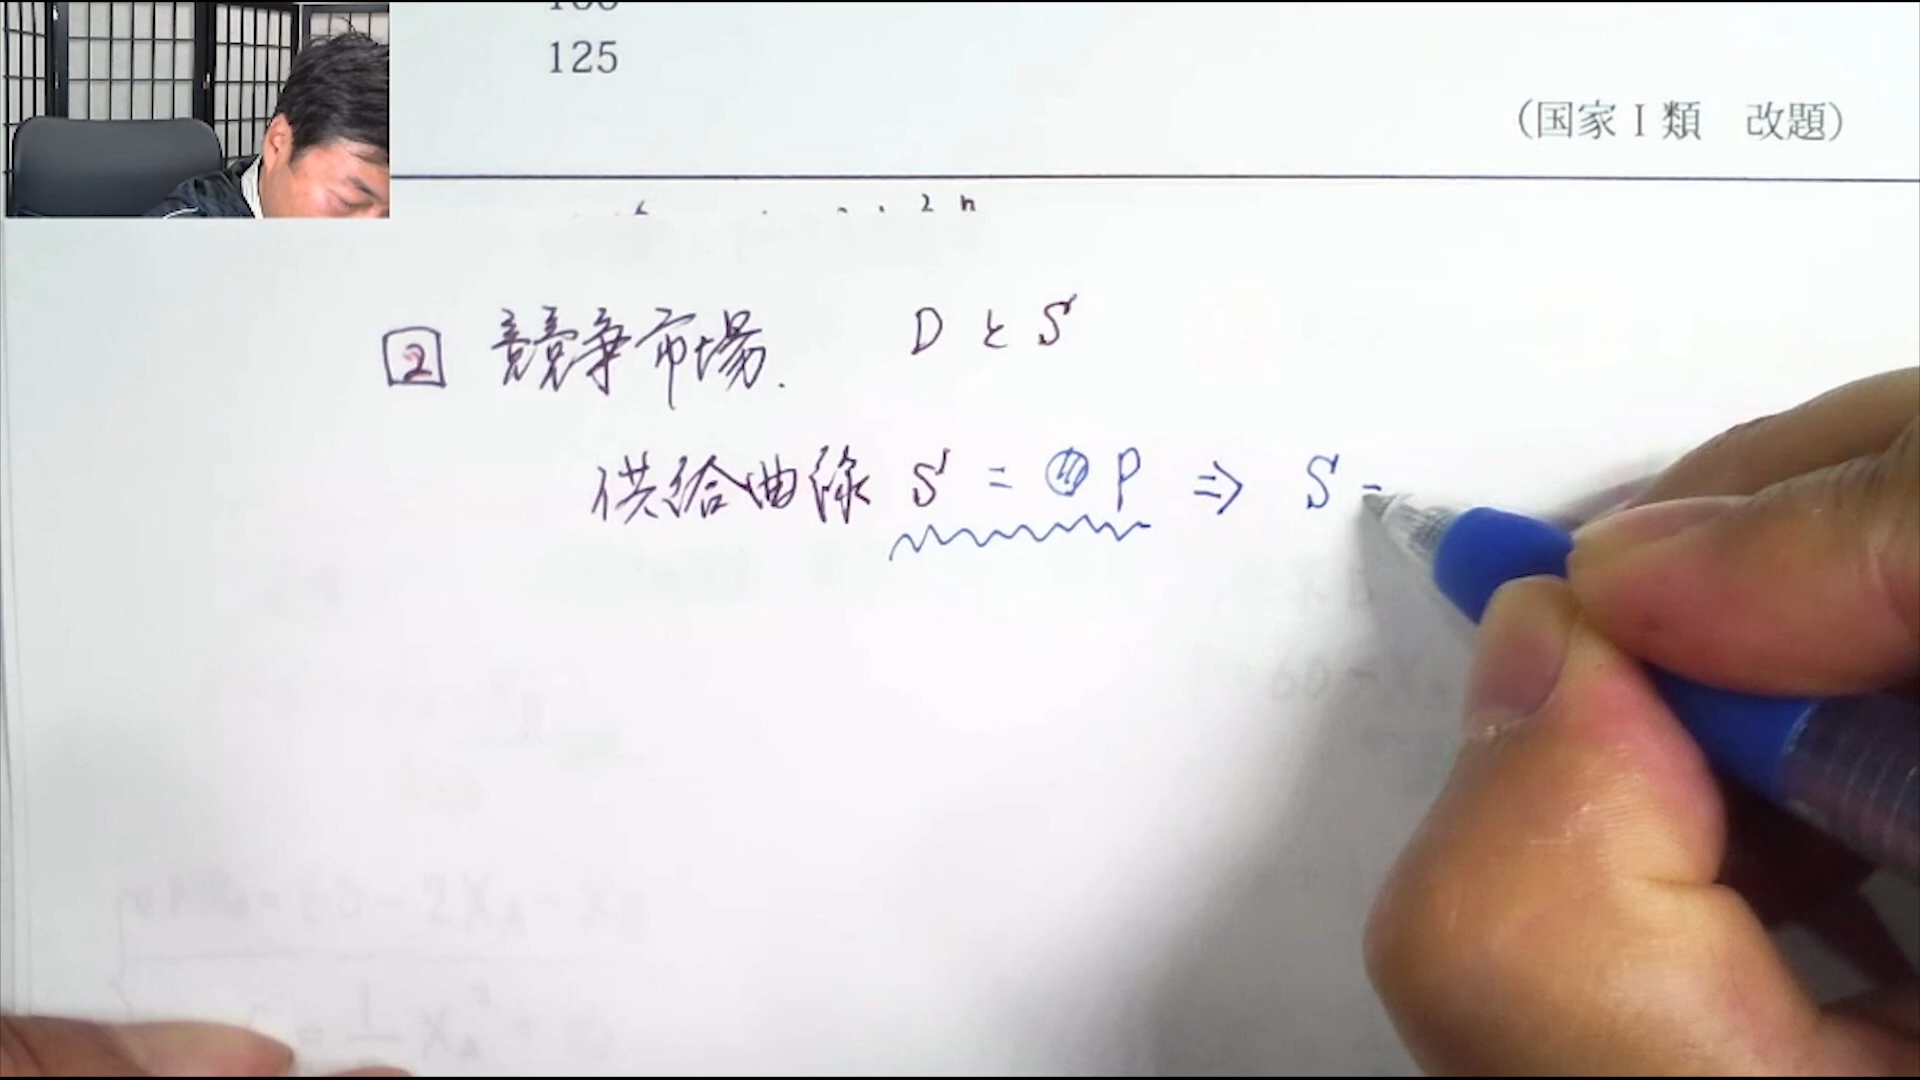 125
(国家Ⅰ類 改題)
2 競争市場. D と S
供給曲線 S = P ⇒ S =